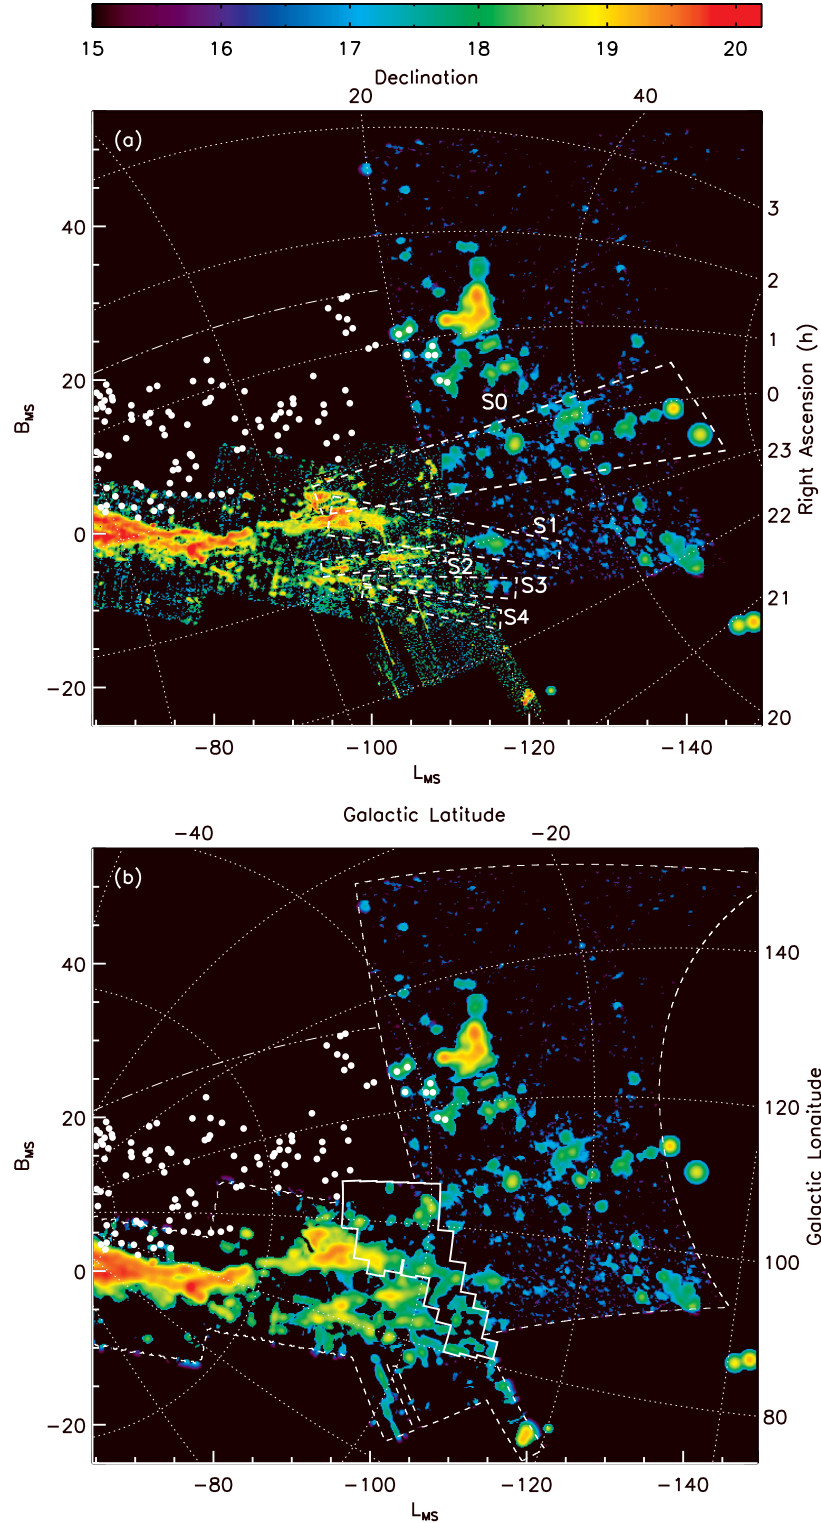 15 16 17 18 19 20
Declination
20 40
(a)
40
20
0
−20
B_MS
3
2
1
0
23
22
21
20
Right Ascension (h)
S0
S1
S2
S3
S4
−80 −100 −120 −140
L_MS
Galactic Latitude
−40 −20
(b)
40
20
0
−20
B_MS
140
120
100
80
Galactic Lonaitude
−80 −100 −120 −140
L_MS